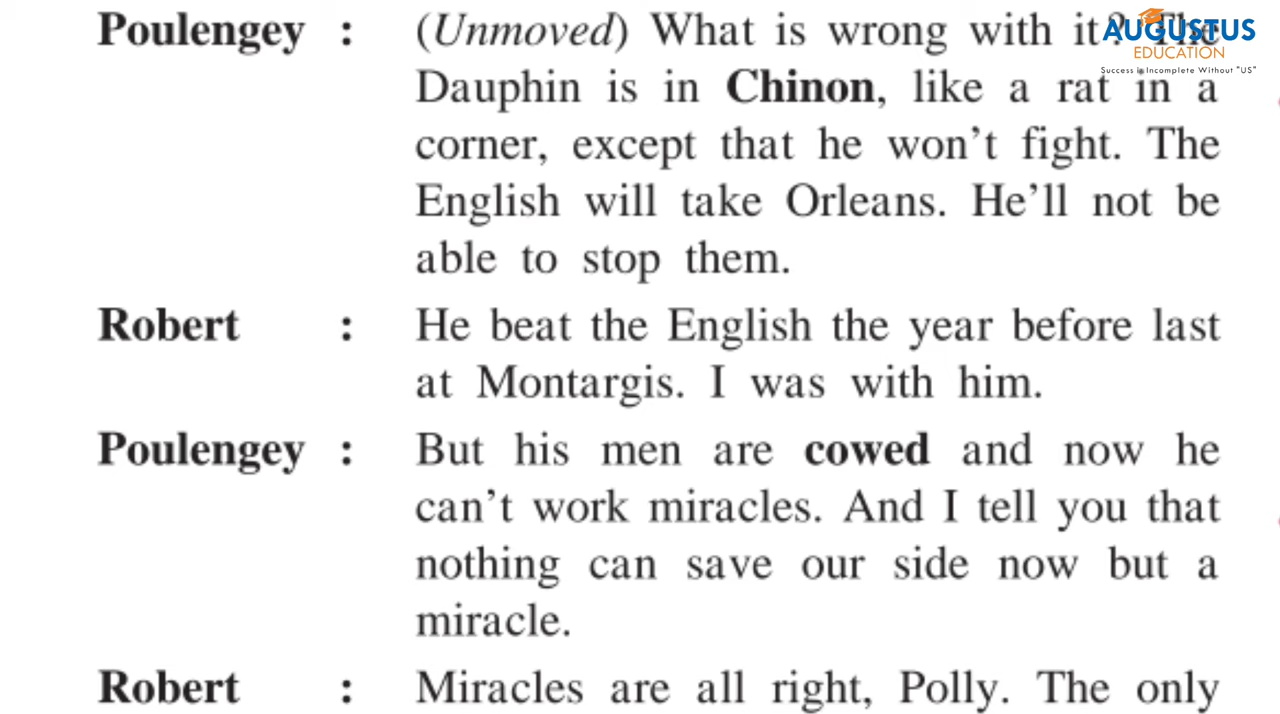 Poulengey : (Unmoved) What is wrong with it? The
Dauphin is in Chinon, like a rat in a
corner, except that he won't fight. The
English will take Orleans. He'll not be
able to stop them.
Robert : He beat the English the year before last
at Montargis. I was with him.
Poulengey : But his men are cowed and now he
can't work miracles. And I tell you that
nothing can save our side now but a
miracle.
Robert : Miracles are all right, Polly. The only
AUGUSTUS
EDUCATION
Success is Incomplete Without "US"